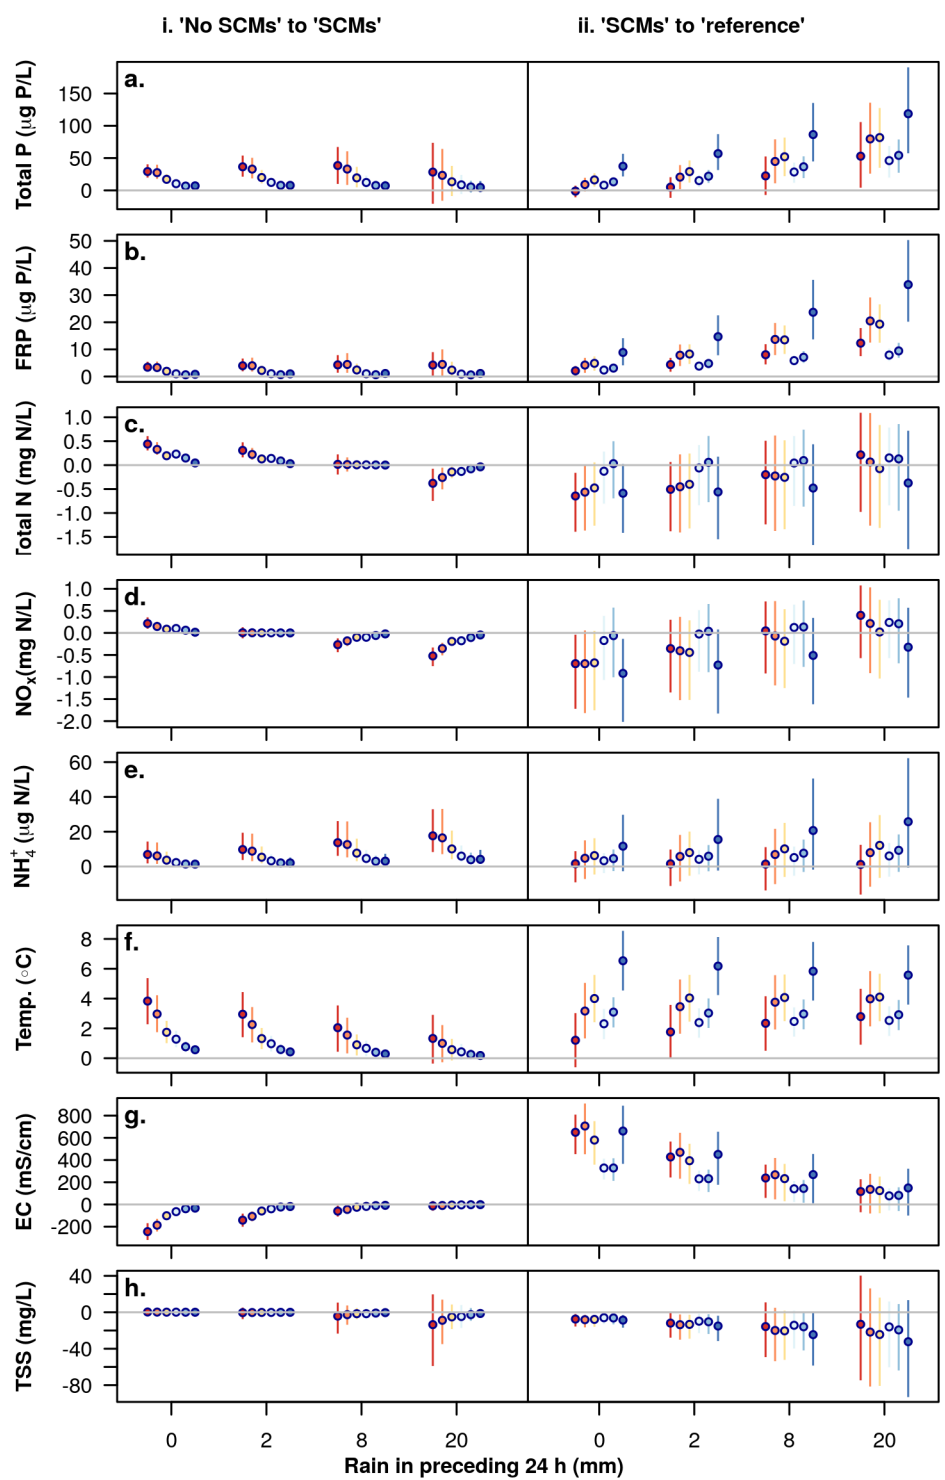 i. 'No SCMs' to 'SCMs' ii. 'SCMs' to 'reference'
a.
Total P (µg P/L)
150
100
50
0
b.
FRP (µg P/L)
50
40
30
20
10
0
c.
Total N (mg N/L)
1.0
0.5
0.0
-0.5
-1.0
-1.5
d.
NOx(mg N/L)
1.0
0.5
0.0
-0.5
-1.0
-1.5
-2.0
e.
NH4+ (µg N/L)
60
40
20
0
f.
Temp. (°C)
8
6
4
2
0
g.
EC (mS/cm)
800
600
400
200
0
-200
h.
TSS (mg/L)
40
0
-40
-80
0 2 8 20 0 2 8 20
Rain in preceding 24 h (mm)